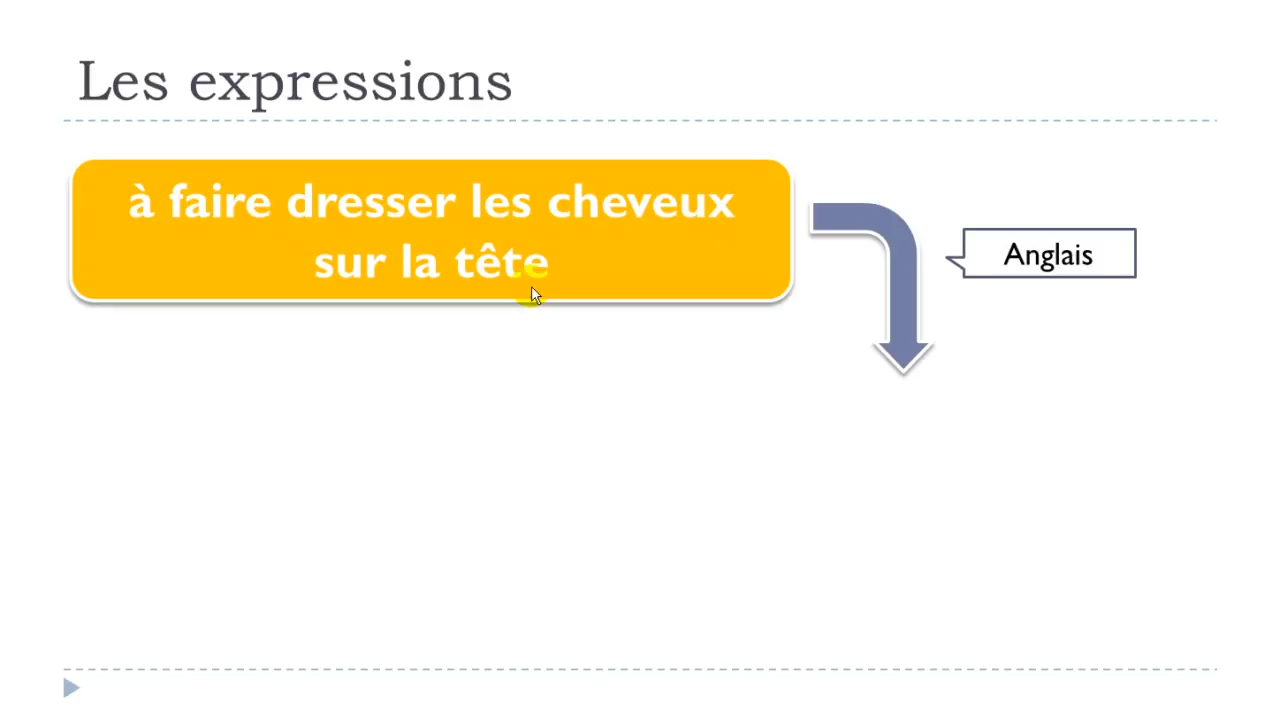 Les expressions
à faire dresser les cheveux
sur la tête
Anglais